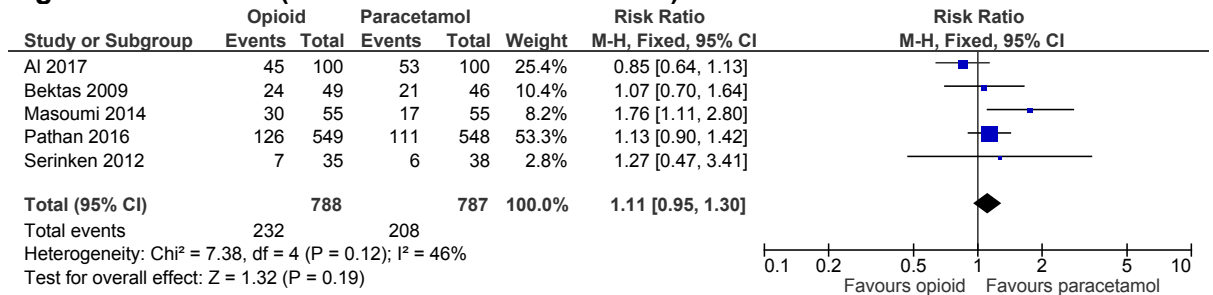 Opioid Paracetamol Risk Ratio Risk Ratio
Study or Subgroup Events Total Events Total Weight M-H, Fixed, 95% CI M-H, Fixed, 95% CI
Al 2017 45 100 53 100 25.4% 0.85 [0.64, 1.13]
Bektas 2009 24 49 21 46 10.4% 1.07 [0.70, 1.64]
Masoumi 2014 30 55 17 55 8.2% 1.76 [1.11, 2.80]
Pathan 2016 126 549 111 548 53.3% 1.13 [0.90, 1.42]
Serinken 2012 7 35 6 38 2.8% 1.27 [0.47, 3.41]
Total (95% CI) 788 787 100.0% 1.11 [0.95, 1.30]
Total events 232 208
Heterogeneity: Chi² = 7.38, df = 4 (P = 0.12); I² = 46%
Test for overall effect: Z = 1.32 (P = 0.19)
0.1 0.2 0.5 1 2 5 10
Favours opioid Favours paracetamol